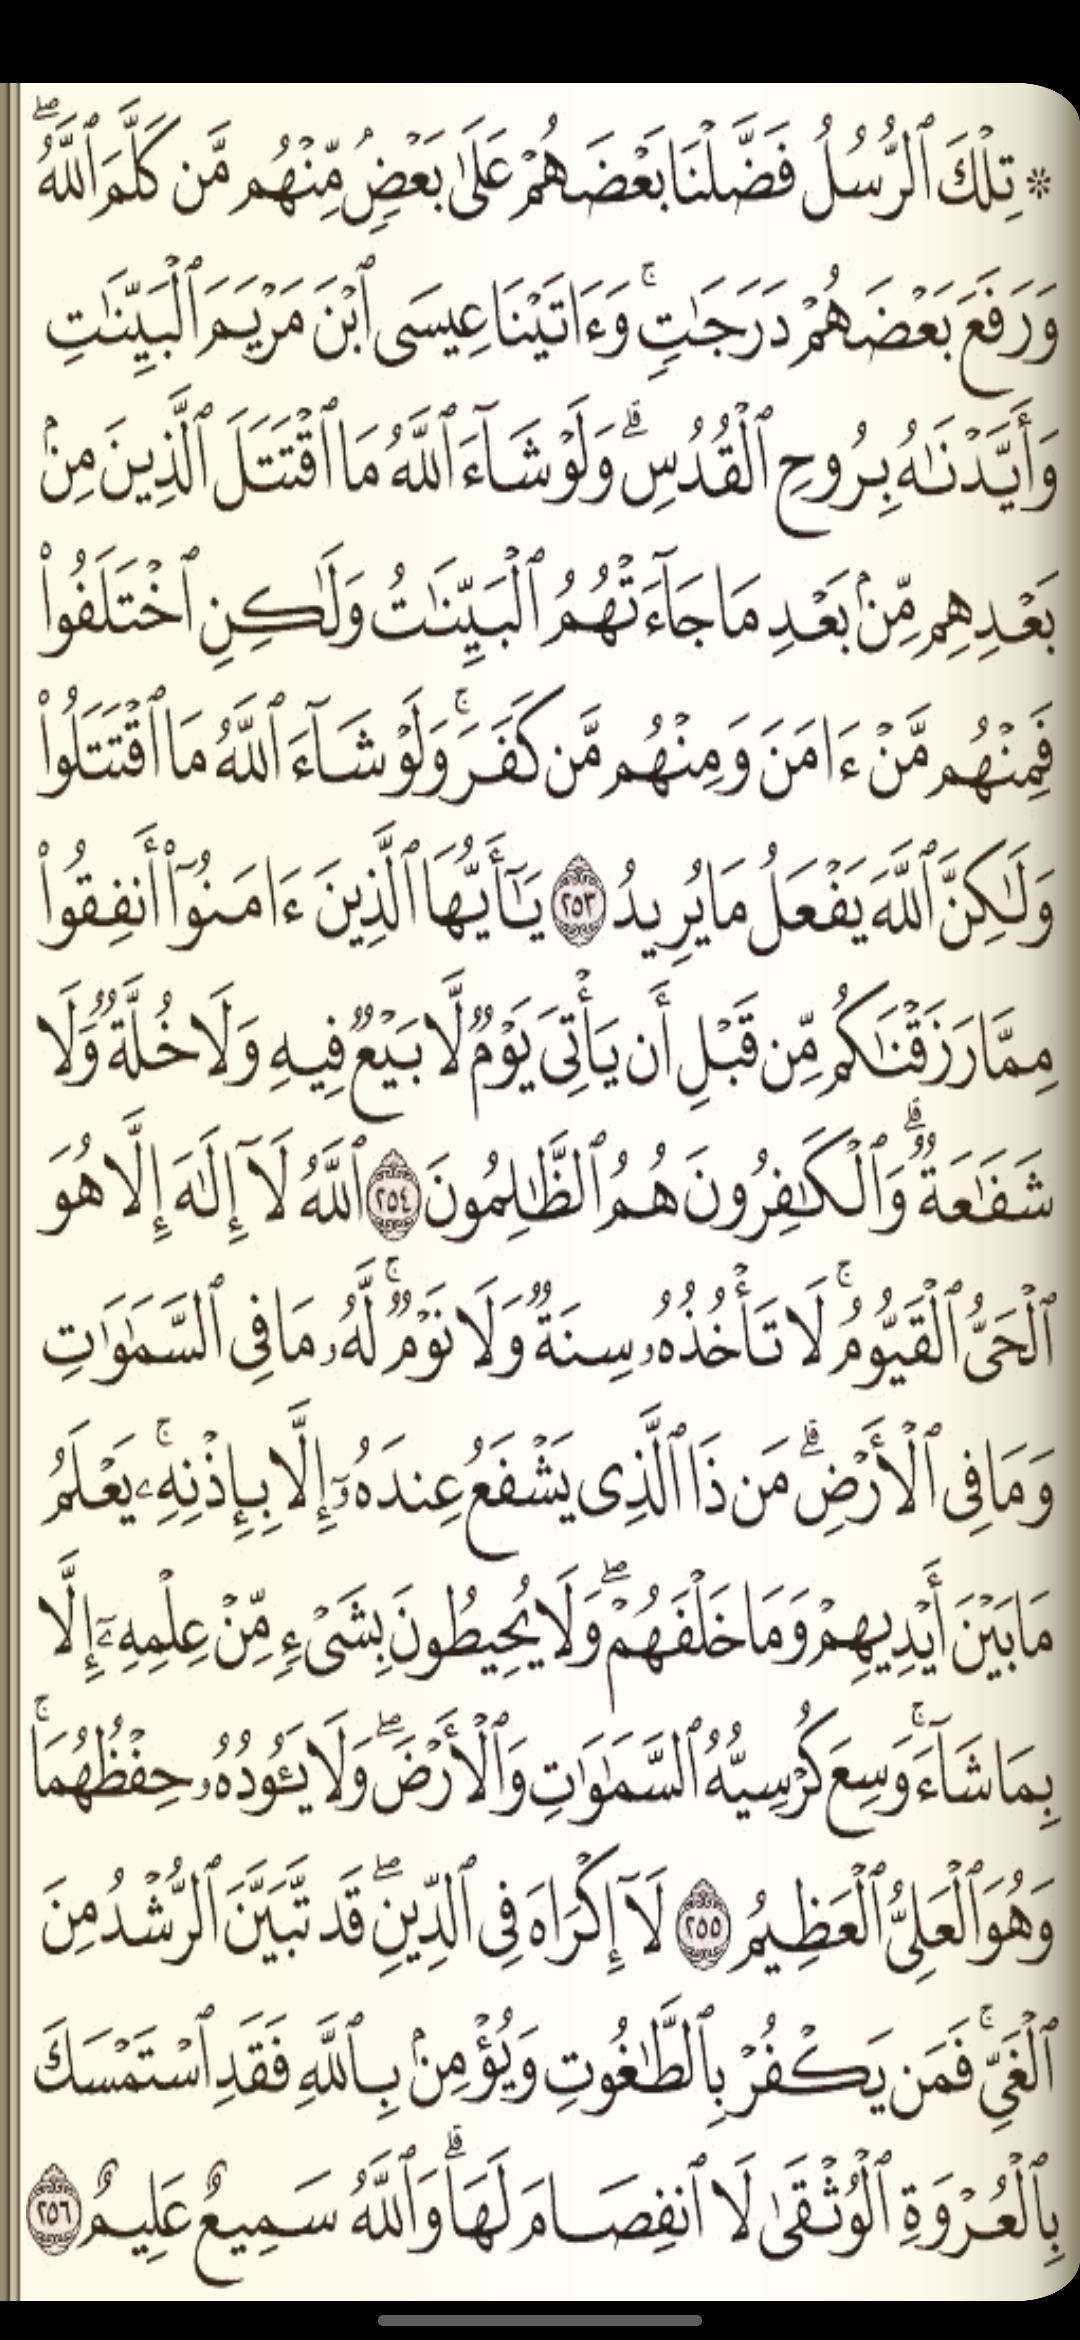 ۞ تِلْكَ ٱلرُّسُلُ فَضَّلْنَا بَعْضَهُمْ عَلَىٰ بَعْضٍۢ مِّنْهُم مَّن كَلَّمَ ٱللَّهُ ۖ
وَرَفَعَ بَعْضَهُمْ دَرَجَـٰتٍۢ ۚ وَءَاتَيْنَا عِيسَى ٱبْنَ مَرْيَمَ ٱلْبَيِّنَـٰتِ
وَأَيَّدْنَـٰهُ بِرُوحِ ٱلْقُدُسِ ۗ وَلَوْ شَآءَ ٱللَّهُ مَا ٱقْتَتَلَ ٱلَّذِينَ مِنۢ
بَعْدِهِم مِّنۢ بَعْدِ مَا جَآءَتْهُمُ ٱلْبَيِّنَـٰتُ وَلَـٰكِنِ ٱخْتَلَفُوا۟
فَمِنْهُم مَّنْ ءَامَنَ وَمِنْهُم مَّن كَفَرَ ۚ وَلَوْ شَآءَ ٱللَّهُ مَا ٱقْتَتَلُوا۟
وَلَـٰكِنَّ ٱللَّهَ يَفْعَلُ مَا يُرِيدُ ٢٥٣ يَـٰٓأَيُّهَا ٱلَّذِينَ ءَامَنُوٓا۟ أَنفِقُوا۟
مِمَّا رَزَقْنَـٰكُم مِّن قَبْلِ أَن يَأْتِىَ يَوْمٌۭ لَّا بَيْعٌۭ فِيهِ وَلَا خُلَّةٌۭ وَلَا
شَفَـٰعَةٌۭ ۗ وَٱلْكَـٰفِرُونَ هُمُ ٱلظَّـٰلِمُونَ ٢٥٤ ٱللَّهُ لَآ إِلَـٰهَ إِلَّا هُوَ
ٱلْحَىُّ ٱلْقَيُّومُ ۚ لَا تَأْخُذُهُۥ سِنَةٌۭ وَلَا نَوْمٌۭ ۚ لَّهُۥ مَا فِى ٱلسَّمَـٰوَٰتِ
وَمَا فِى ٱلْأَرْضِ ۗ مَن ذَا ٱلَّذِى يَشْفَعُ عِندَهُۥٓ إِلَّا بِإِذْنِهِۦ ۚ يَعْلَمُ
مَا بَيْنَ أَيْدِيهِمْ وَمَا خَلْفَهُمْ ۖ وَلَا يُحِيطُونَ بِشَىْءٍۢ مِّنْ عِلْمِهِۦٓ إِلَّا
بِمَا شَآءَ ۚ وَسِعَ كُرْسِيُّهُ ٱلسَّمَـٰوَٰتِ وَٱلْأَرْضَ ۖ وَلَا يَـُٔودُهُۥ حِفْظُهُمَا ۚ
وَهُوَ ٱلْعَلِىُّ ٱلْعَظِيمُ ٢٥٥ لَآ إِكْرَاهَ فِى ٱلدِّينِ ۖ قَد تَّبَيَّنَ ٱلرُّشْدُ مِنَ
ٱلْغَىِّ ۚ فَمَن يَكْفُرْ بِٱلطَّـٰغُوتِ وَيُؤْمِنۢ بِٱللَّهِ فَقَدِ ٱسْتَمْسَكَ
بِٱلْعُرْوَةِ ٱلْوُثْقَىٰ لَا ٱنفِصَامَ لَهَا ۗ وَٱللَّهُ سَمِيعٌ عَلِيمٌ ٢٥٦